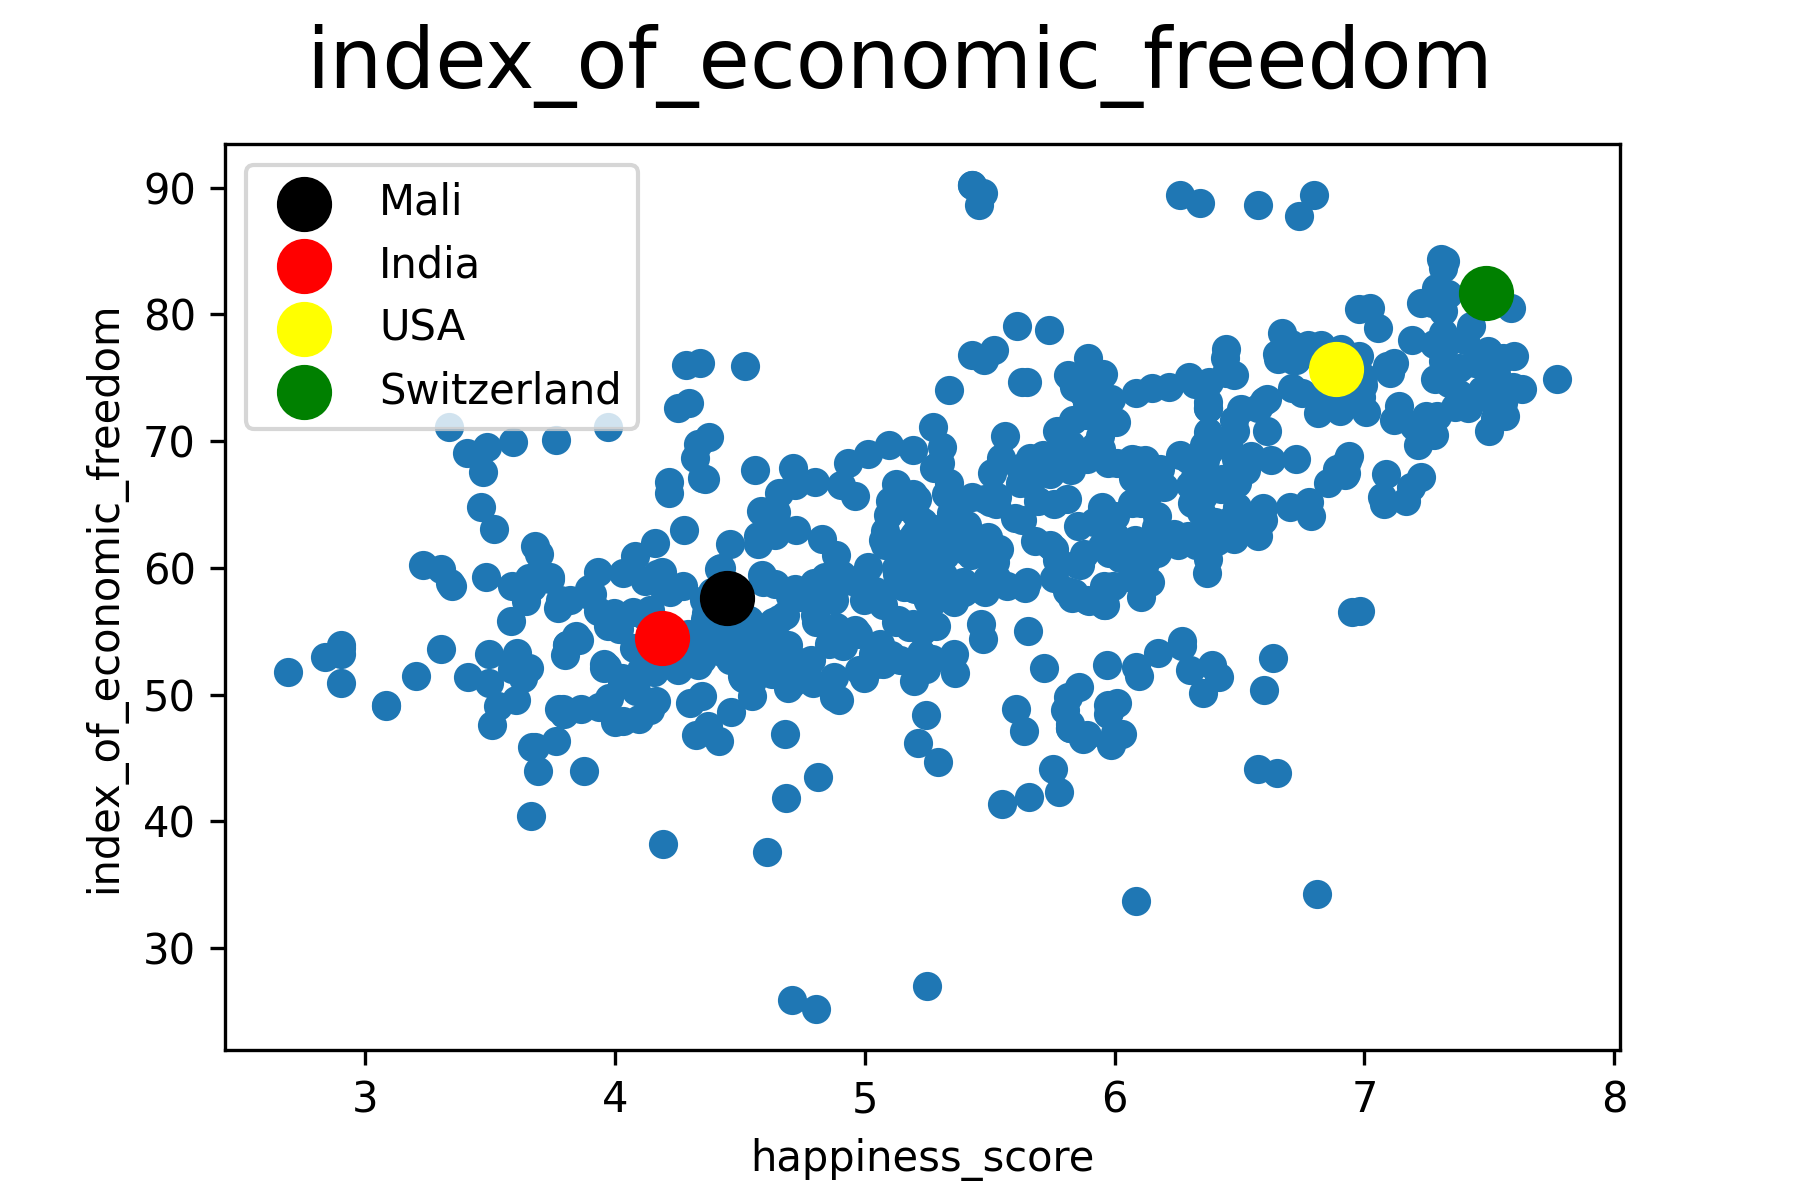 index_of_economic_freedom
Mali
India
USA
Switzerland
index_of_economic_freedom
90
80
70
60
50
40
30
3 4 5 6 7 8
happiness_score